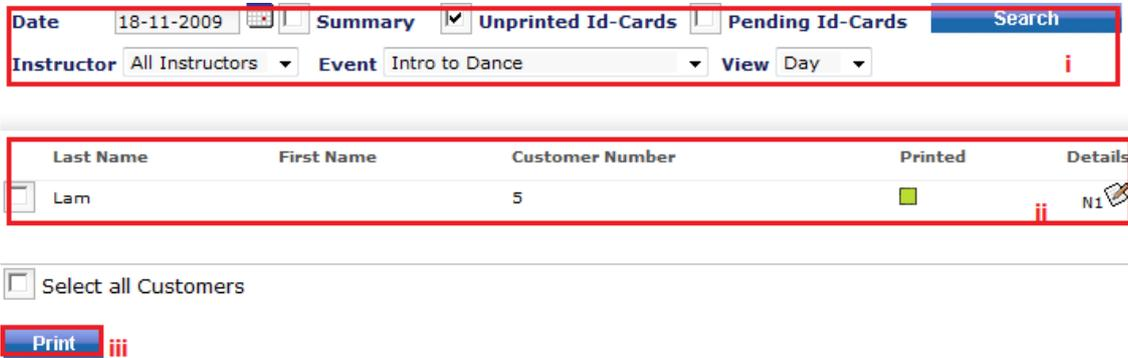 Date 18-11-2009 Summary Unprinted Id-Cards Pending Id-Cards Search
Instructor All Instructors Event Intro to Dance View Day i
Last Name First Name Customer Number Printed Details
Lam 5 ii N1
Select all Customers
Print iii